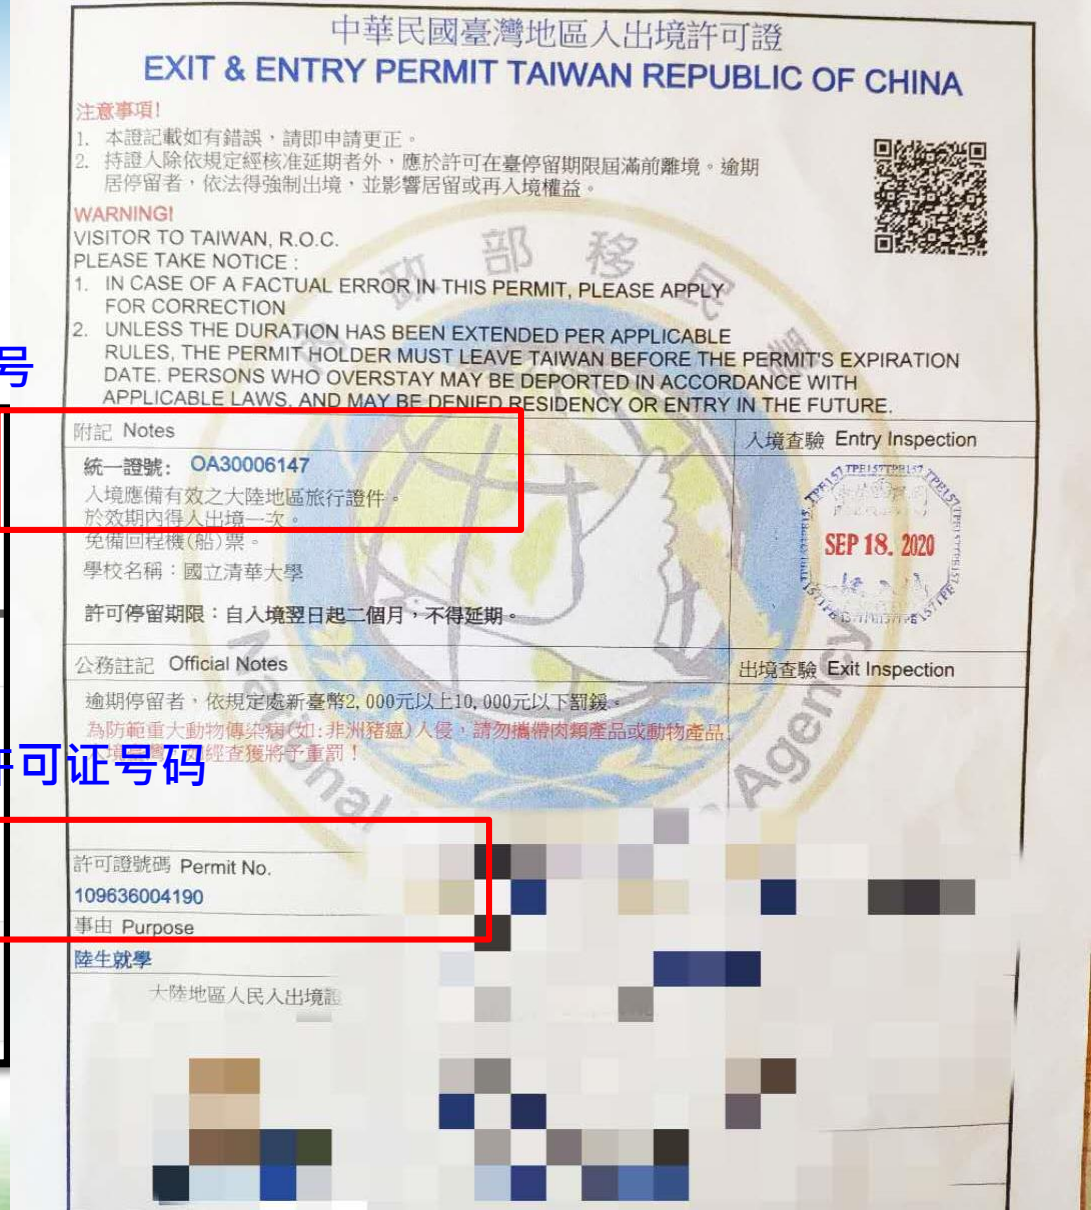 中華民國臺灣地區入出境許可證
EXIT & ENTRY PERMIT TAIWAN REPUBLIC OF CHINA
注意事項!
1. 本證記載如有錯誤，請即申請更正。
2. 持證人除依規定經核准延期者外，應於許可在臺停留期限屆滿前離境。逾期
居停留者，依法得強制出境，並影響居留或再入境權益。
WARNING!
VISITOR TO TAIWAN, R.O.C.
PLEASE TAKE NOTICE :
1. IN CASE OF A FACTUAL ERROR IN THIS PERMIT, PLEASE APPLY
FOR CORRECTION
2. UNLESS THE DURATION HAS BEEN EXTENDED PER APPLICABLE
RULES, THE PERMIT HOLDER MUST LEAVE TAIWAN BEFORE THE PERMIT'S EXPIRATION
DATE. PERSONS WHO OVERSTAY MAY BE DEPORTED IN ACCORDANCE WITH
APPLICABLE LAWS, AND MAY BE DENIED RESIDENCY OR ENTRY IN THE FUTURE.
号
附記 Notes
統一證號： OA30006147
入境應備有效之大陸地區旅行證件。
於效期內得入出境一次。
免備回程機(船)票。
學校名稱：國立清華大學
許可停留期限：自入境翌日起二個月，不得延期。
入境查驗 Entry Inspection
SEP 18. 2020
公務註記 Official Notes
出境查驗 Exit Inspection
逾期停留者，依規定處新臺幣2,000元以上10,000元以下罰鍰。
為防範重大動物傳染病(如:非洲豬瘟)入侵，請勿攜帶肉類產品或動物產品
經查獲將予重罰！
可证号码
許可證號碼 Permit No.
109636004190
事由 Purpose
陸生就學
大陸地區人民入出境證
部 移 民
Agency